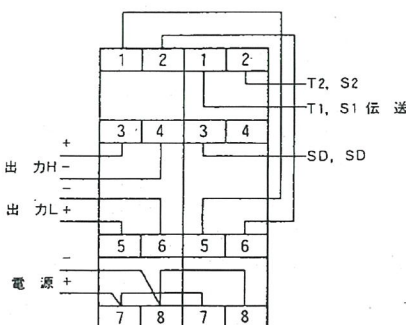 1 2 1 2
T2, S2
T1, S1 伝 送
3 4 3 4
+
出 力H -
SD, SD
-
出 力L +
5 6 5 6
-
電 源 +
7 8 7 8